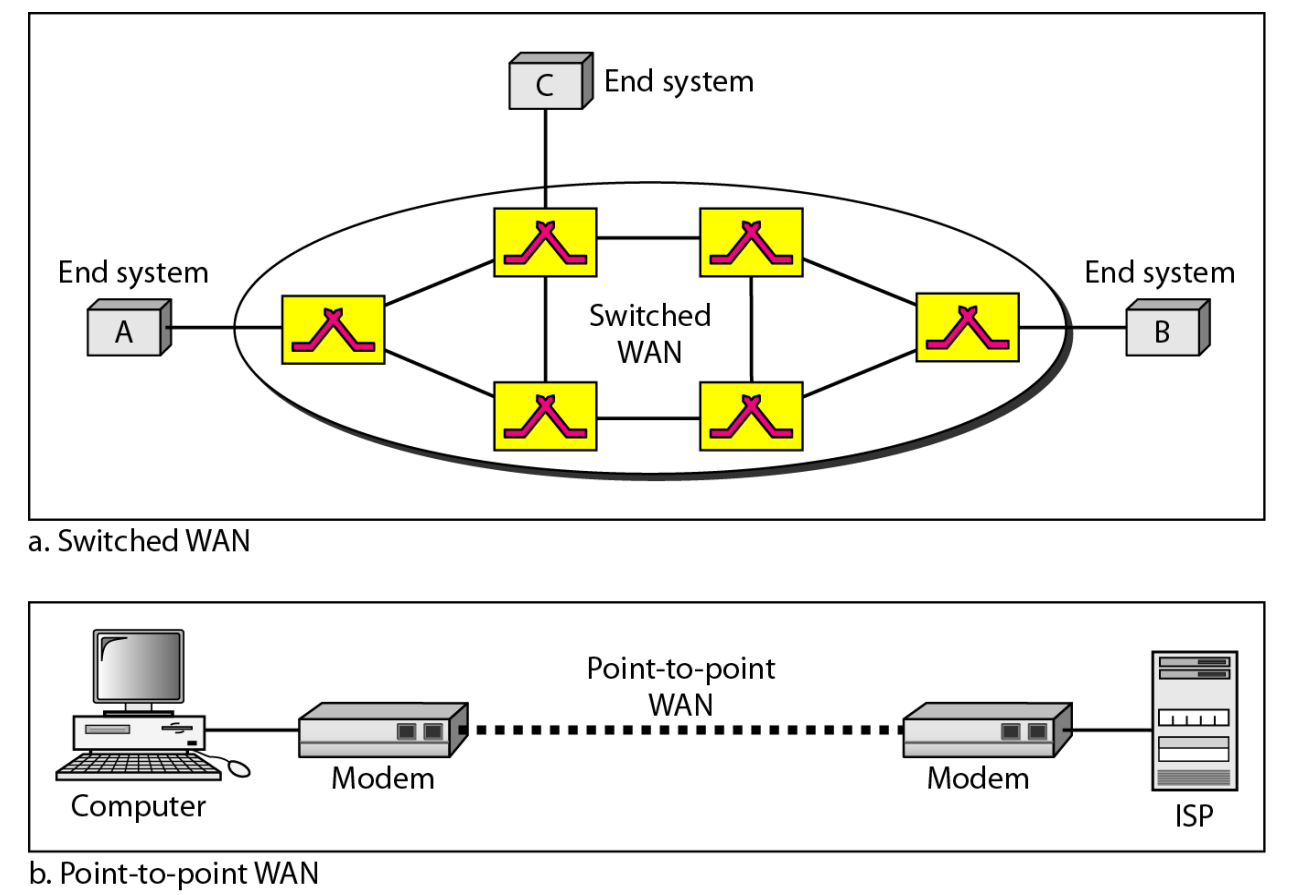 C
End system
End system
A
Switched
WAN
End system
B
a. Switched WAN
Point-to-point
WAN
Computer
Modem
Modem
ISP
b. Point-to-point WAN